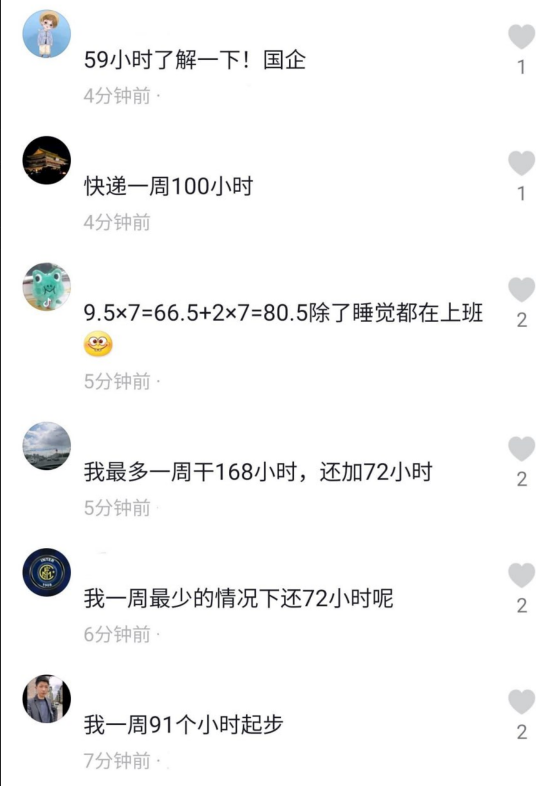 59小时了解一下！国企
1
4分钟前 ·
快递一周100小时
1
4分钟前
9.5×7=66.5+2×7=80.5除了睡觉都在上班
2
5分钟前 ·
我最多一周干168小时，还加72小时
2
5分钟前
我一周最少的情况下还72小时呢
2
6分钟前 ·
我一周91个小时起步
2
7分钟前 ·